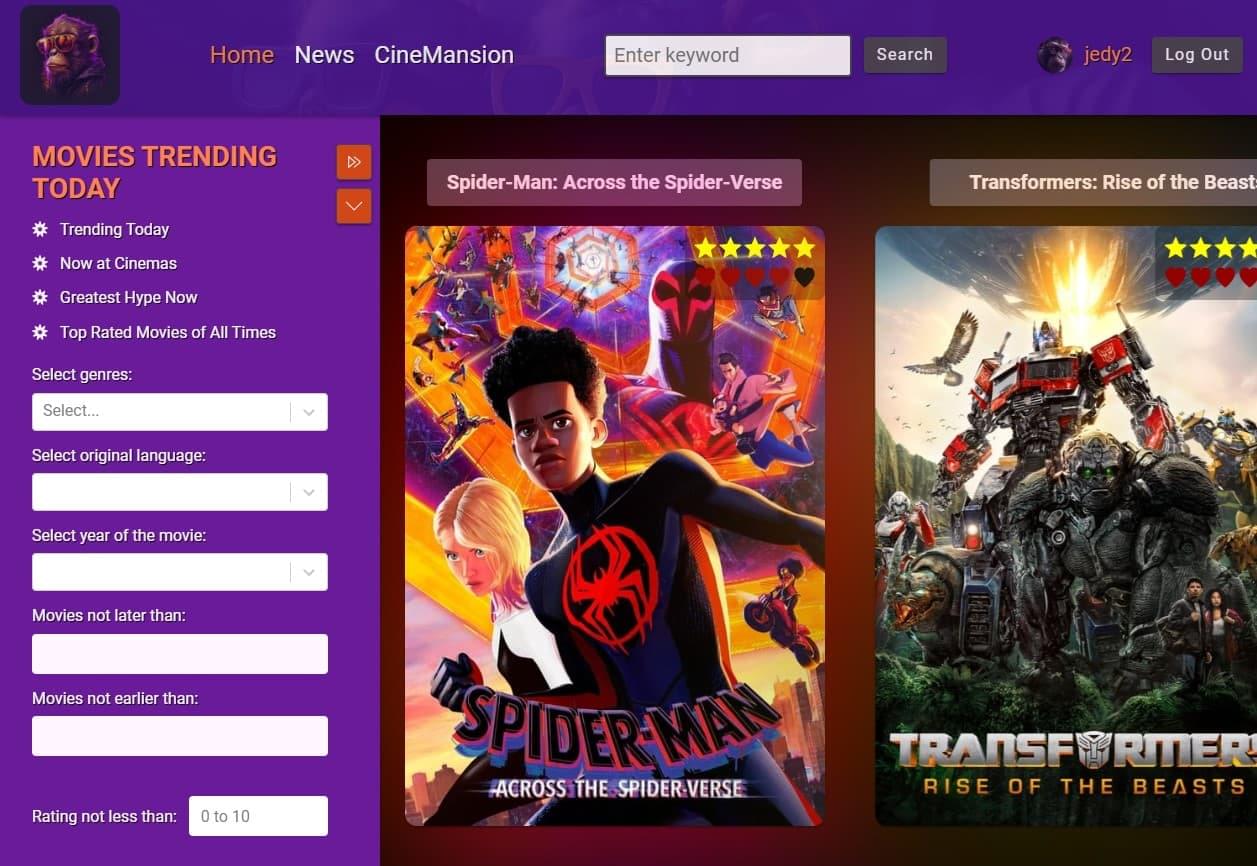 Home News CineMansion
Enter keyword
Search
jedy2
Log Out
MOVIES TRENDING
TODAY
Trending Today
Now at Cinemas
Greatest Hype Now
Top Rated Movies of All Times
Select genres:
Select...
Select original language:
Select year of the movie:
Movies not later than:
Movies not earlier than:
Rating not less than:
0 to 10
Spider-Man: Across the Spider-Verse
SPIDER-MAN
ACROSS THE SPIDER-VERSE
Transformers: Rise of the Beasts
TRANSFORMERS
RISE OF THE BEASTS